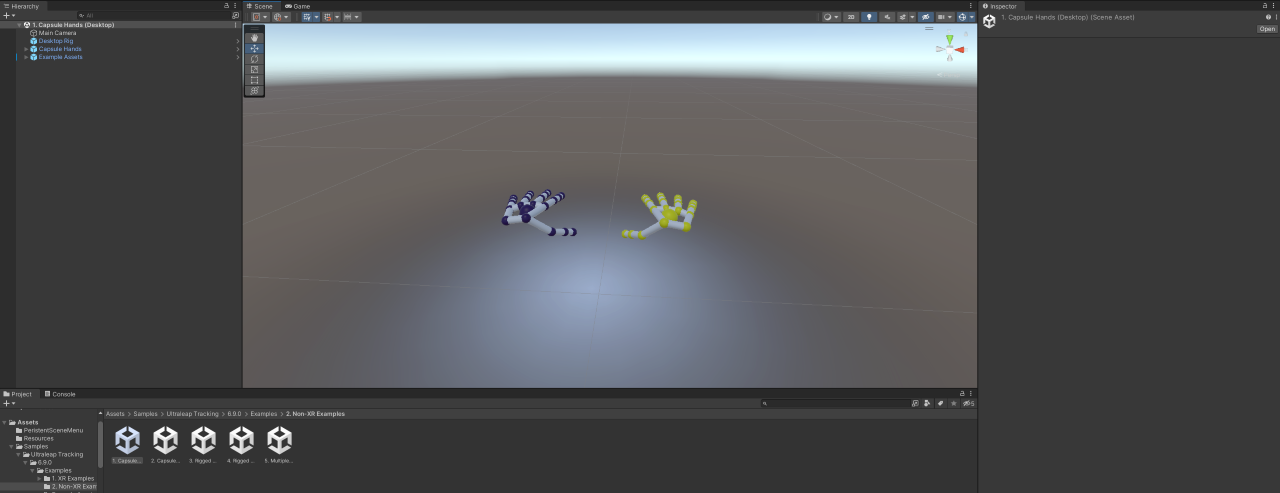 Hierarchy
All
1. Capsule Hands (Desktop)
Main Camera
Desktop Rig
Capsule Hands
Example Assets
Scene
Game
2D
Inspector
1. Capsule Hands (Desktop) (Scene Asset)
Open
Project
Console
5
Assets > Samples > Ultraleap Tracking > 6.9.0 > Examples > 2. Non-XR Examples
Assets
PeristentSceneMenu
Resources
Samples
Ultraleap Tracking
6.9.0
Examples
1. XR Examples
2. Non-XR Exam
1. Capsule...
2. Capsule...
3. Rigged ...
4. Rigged ...
5. Multiple...